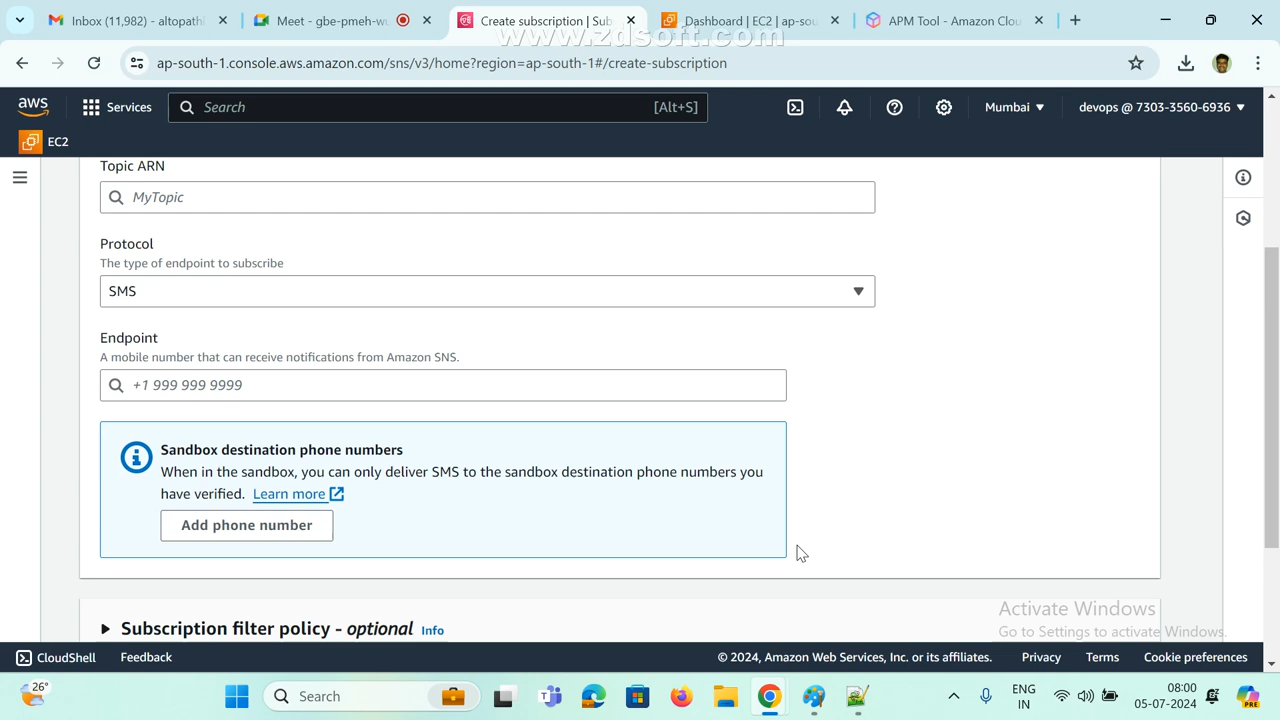 Inbox (11,982) - altopathi
Meet - gbe-pmeh-wu
Create subscription | Sub
Dashboard | EC2 | ap-sou
APM Tool - Amazon Clou
www.zdsoft.com
ap-south-1.console.aws.amazon.com/sns/v3/home?region=ap-south-1#/create-subscription
aws
Services
Search
[Alt+S]
Mumbai
devops @ 7303-3560-6936
EC2
Topic ARN
MyTopic
Protocol
The type of endpoint to subscribe
SMS
Endpoint
A mobile number that can receive notifications from Amazon SNS.
+1 999 999 9999
Sandbox destination phone numbers
When in the sandbox, you can only deliver SMS to the sandbox destination phone numbers you
have verified. Learn more
Add phone number
Activate Windows
Go to Settings to activate Windows.
Subscription filter policy - optional Info
CloudShell
Feedback
© 2024, Amazon Web Services, Inc. or its affiliates.
Privacy
Terms
Cookie preferences
26°
Search
ENG
IN
08:00
05-07-2024
PRE